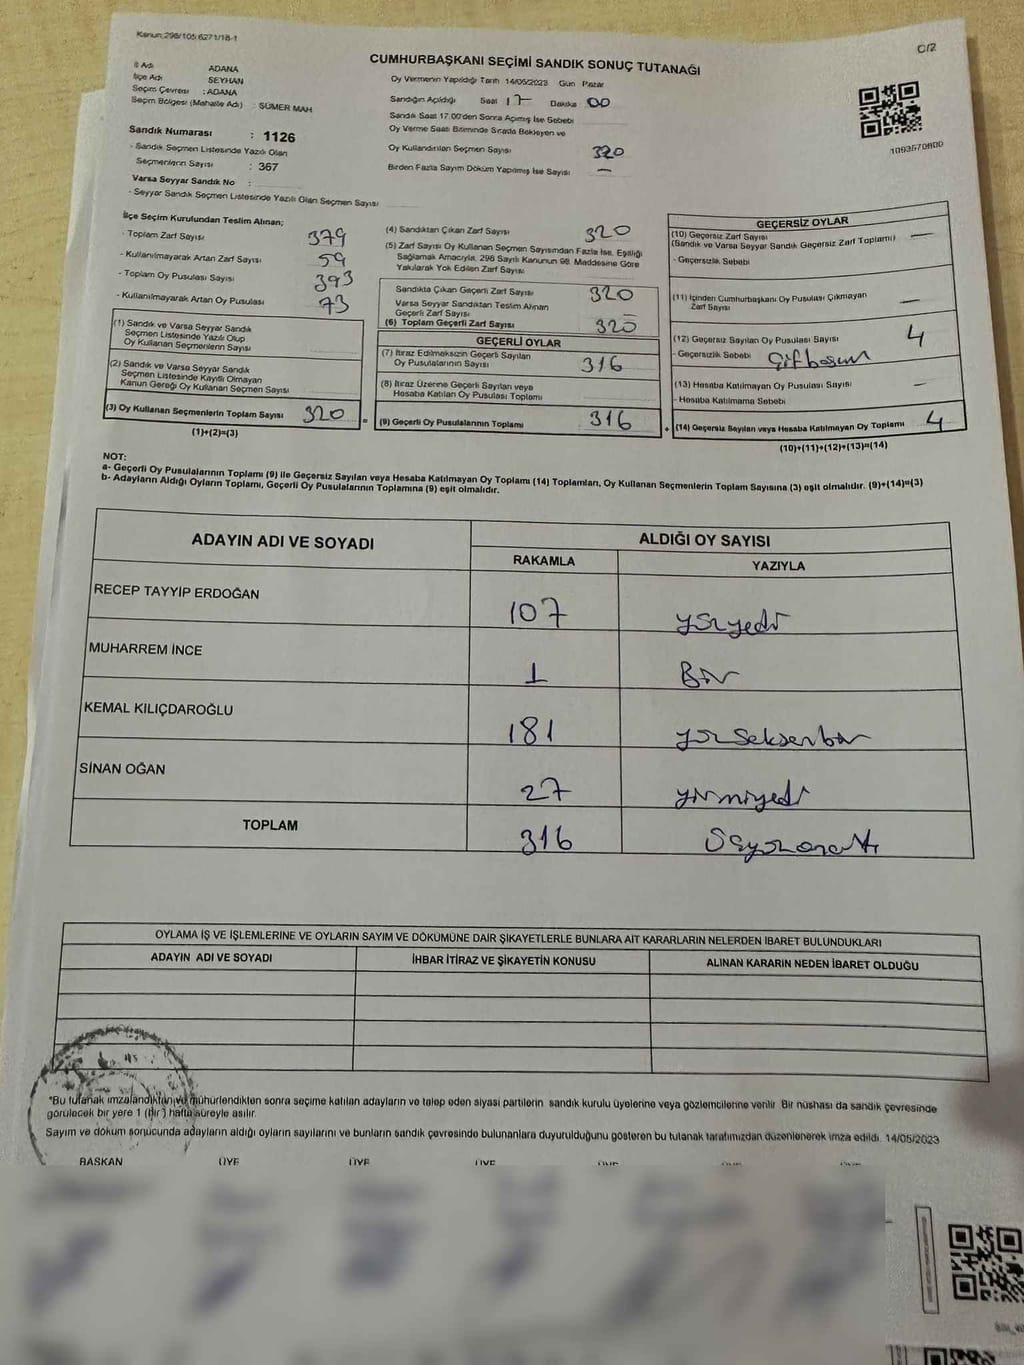 Kanun:298/105;6271/18-1
C/2
CUMHURBAŞKANI SEÇİMİ SANDIK SONUÇ TUTANAĞI
İl Adı ADANA
İlçe Adı SEYHAN
Seçim Çevresi : ADANA
Seçim Bölgesi (Mahalle Adı) : SÜMER MAH
Sandık Numarası : 1126
- Sandık Seçmen Listesinde Yazılı Olan
Seçmenlerin Sayısı : 367
Varsa Seyyar Sandık No :
- Seyyar Sandık Seçmen Listesinde Yazılı Olan Seçmen Sayısı
Oy Vermenin Yapıldığı Tarih 14/05/2023 Gün Pazar
Sandığın Açıldığı Saat 17 Dakika 00
Sandık Saat 17.00'den Sonra Açılmış İse Sebebi
Oy Verme Saati Bitiminde Sırada Bekleyen ve
Oy Kullandırılan Seçmen Sayısı 320
Birden Fazla Sayım Döküm Yapılmış İse Sayısı —
1063570800
İlçe Seçim Kurulundan Teslim Alınan;
- Toplam Zarf Sayısı 379
- Kullanılmayarak Artan Zarf Sayısı 59
- Toplam Oy Pusulası Sayısı 393
- Kullanılmayarak Artan Oy Pusulası 73
(1) Sandık ve Varsa Seyyar Sandık
Seçmen Listesinde Yazılı Olup
Oy Kullanan Seçmenlerin Sayısı
(2) Sandık ve Varsa Seyyar Sandık
Seçmen Listesinde Kayıtlı Olmayan
Kanun Gereği Oy Kullanan Seçmen Sayısı
(3) Oy Kullanan Seçmenlerin Toplam Sayısı 320
(1)+(2)=(3)
(4) Sandıktan Çıkan Zarf Sayısı 320
(5) Zarf Sayısı Oy Kullanan Seçmen Sayısından Fazla İse, Eşitliği
Sağlamak Amacıyla, 298 Sayılı Kanunun 98. Maddesine Göre
Yakılarak Yok Edilen Zarf Sayısı
Sandıkta Çıkan Geçerli Zarf Sayısı 320
Varsa Seyyar Sandıktan Teslim Alınan
Geçerli Zarf Sayısı —
(6) Toplam Geçerli Zarf Sayısı 320
GEÇERLİ OYLAR
(7) İtiraz Edilmeksizin Geçerli Sayılan
Oy Pusulalarının Sayısı 316
(8) İtiraz Üzerine Geçerli Sayılan veya
Hesaba Katılan Oy Pusulası Toplamı
= (9) Geçerli Oy Pusulalarının Toplamı 316
GEÇERSİZ OYLAR
(10) Geçersiz Zarf Sayısı
(Sandık ve Varsa Seyyar Sandık Geçersiz Zarf Toplamı) —
- Geçersizlik Sebebi
(11) İçinden Cumhurbaşkanı Oy Pusulası Çıkmayan
Zarf Sayısı —
(12) Geçersiz Sayılan Oy Pusulası Sayısı 4
- Geçersizlik Sebebi Çift basım
(13) Hesaba Katılmayan Oy Pusulası Sayısı —
- Hesaba Katılmama Sebebi
+ (14) Geçersiz Sayılan veya Hesaba Katılmayan Oy Toplamı 4
(10)+(11)+(12)+(13)=(14)
NOT:
a- Geçerli Oy Pusulalarının Toplamı (9) ile Geçersiz Sayılan veya Hesaba Katılmayan Oy Toplamı (14) Toplamları, Oy Kullanan Seçmenlerin Toplam Sayısına (3) eşit olmalıdır. (9)+(14)=(3)
b- Adayların Aldığı Oyların Toplamı, Geçerli Oy Pusulalarının Toplamına (9) eşit olmalıdır.
ADAYIN ADI VE SOYADI ALDIĞI OY SAYISI
RAKAMLA YAZIYLA
RECEP TAYYİP ERDOĞAN 107 yüzyedi
MUHARREM İNCE 1 Bir
KEMAL KILIÇDAROĞLU 181 yüzseksenbir
SİNAN OĞAN 27 yirmiyedi
TOPLAM 316 üçyüzonaltı
OYLAMA İŞ VE İŞLEMLERİNE VE OYLARIN SAYIM VE DÖKÜMÜNE DAİR ŞİKAYETLERLE BUNLARA AİT KARARLARIN NELERDEN İBARET BULUNDUKLARI
ADAYIN ADI VE SOYADI İHBAR İTİRAZ VE ŞİKAYETİN KONUSU ALINAN KARARIN NEDEN İBARET OLDUĞU
*Bu tutanak imzalandıktan ve mühürlendikten sonra seçime katılan adayların ve talep eden siyasi partilerin sandık kurulu üyelerine veya gözlemcilerine verilir. Bir nüshası da sandık çevresinde
görülecek bir yere 1 (bir) hafta süreyle asılır.
Sayım ve döküm sonucunda adayların aldığı oyların sayılarını ve bunların sandık çevresinde bulunanlara duyurulduğunu gösteren bu tutanak tarafımızdan düzenlenerek imza edildi. 14/05/2023
BAŞKAN ÜYE ÜYE ÜYE ÜYE ÜYE ÜYE